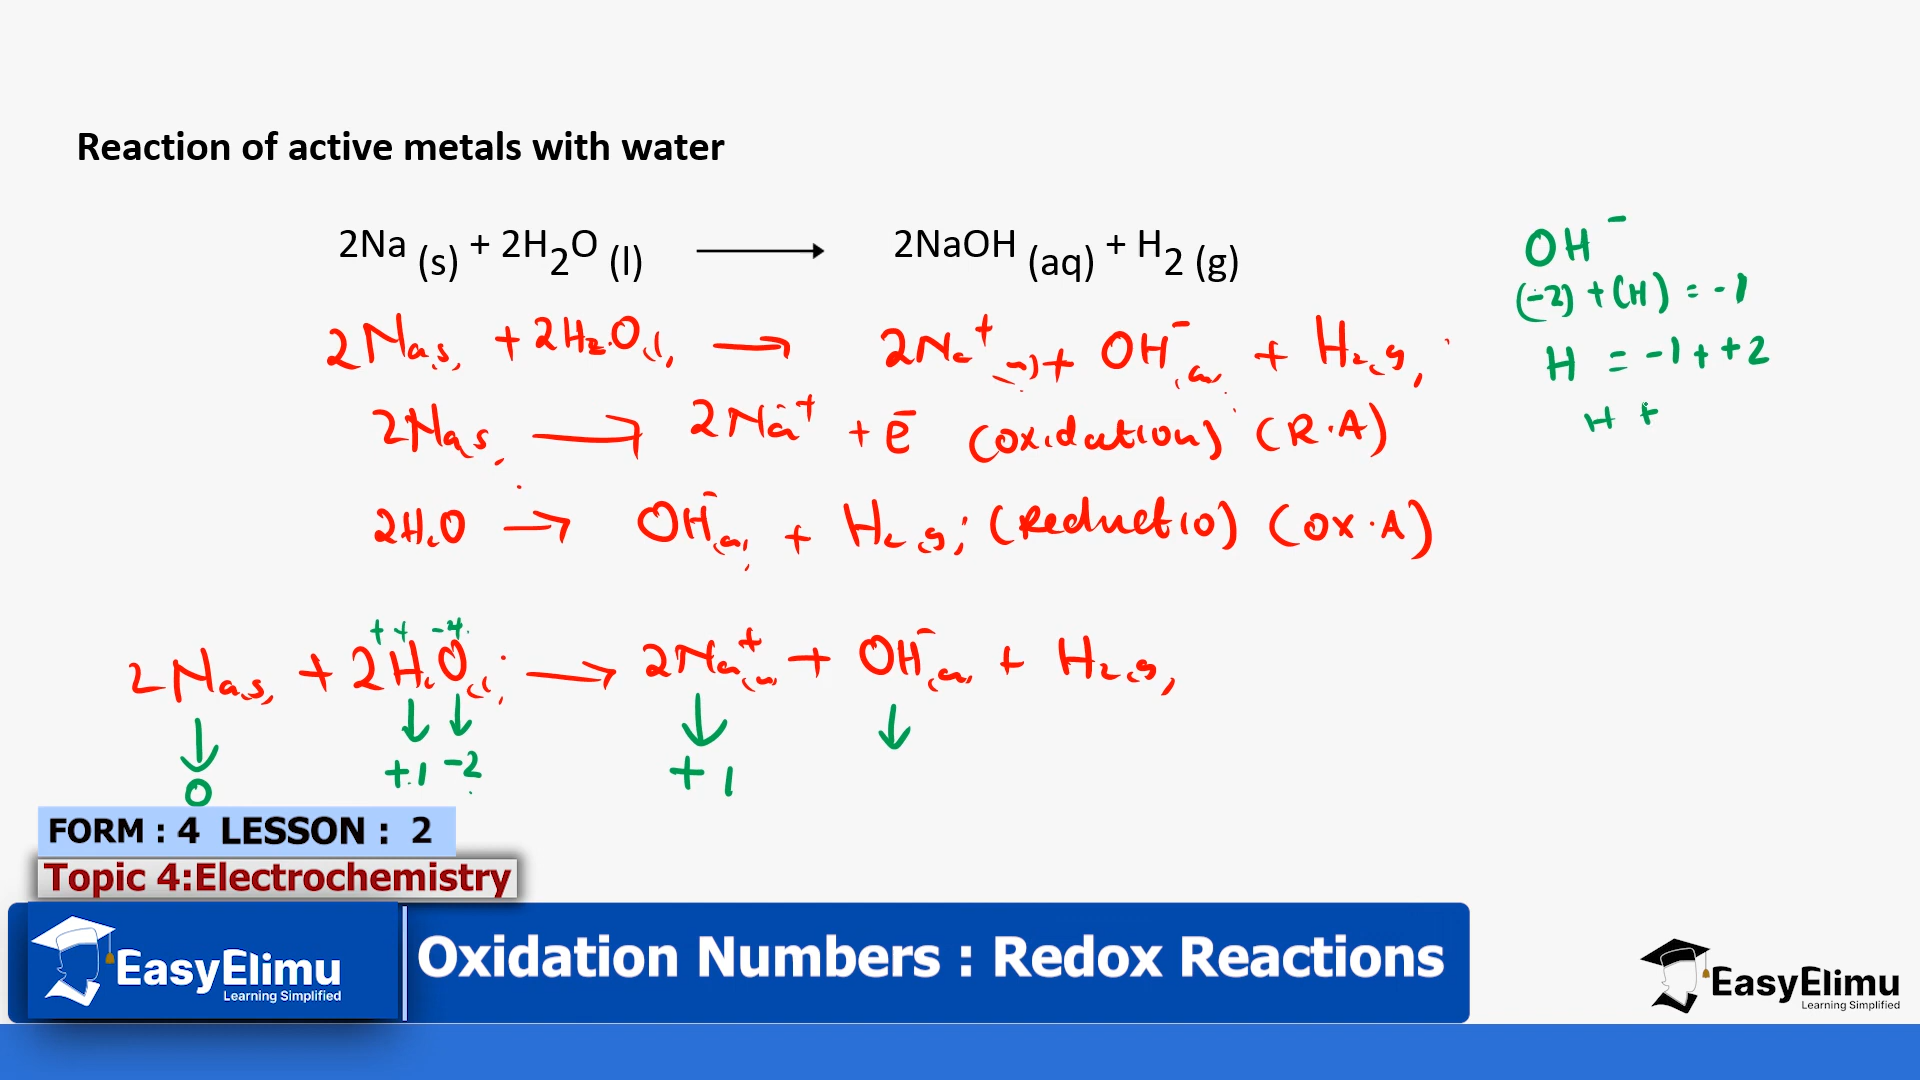 Reaction of active metals with water
2Na (s) + 2H2O (l) ⟶ 2NaOH (aq) + H2 (g)
2Na(s) + 2H2O(l) → 2Na+(aq) + OH-(aq) + H2(g)
2Na(s) → 2Na+ + e- (oxidation) (R.A)
2H2O → OH-(aq) + H2(g); (Reductio) (OX.A)
OH-
(-2) + (H) = -1
H = -1 + +2
H +
+ + -4
2Na(s) + 2H2O(l) → 2Na+(aq) + OH-(aq) + H2(g)
↓ ↓ ↓ ↓ ↓
0 +1 -2 +1
FORM : 4 LESSON : 2
Topic 4:Electrochemistry
EasyElimu
Learning Simplified
Oxidation Numbers : Redox Reactions
EasyElimu
Learning Simplified